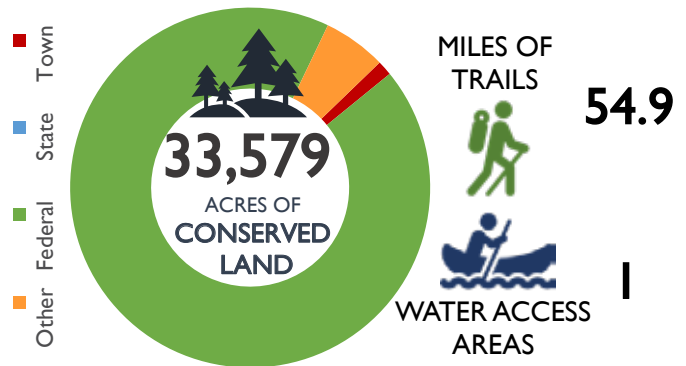 Town
State
Federal
Other
33,579
ACRES OF
CONSERVED
LAND
MILES OF
TRAILS
54.9
WATER ACCESS
AREAS
1